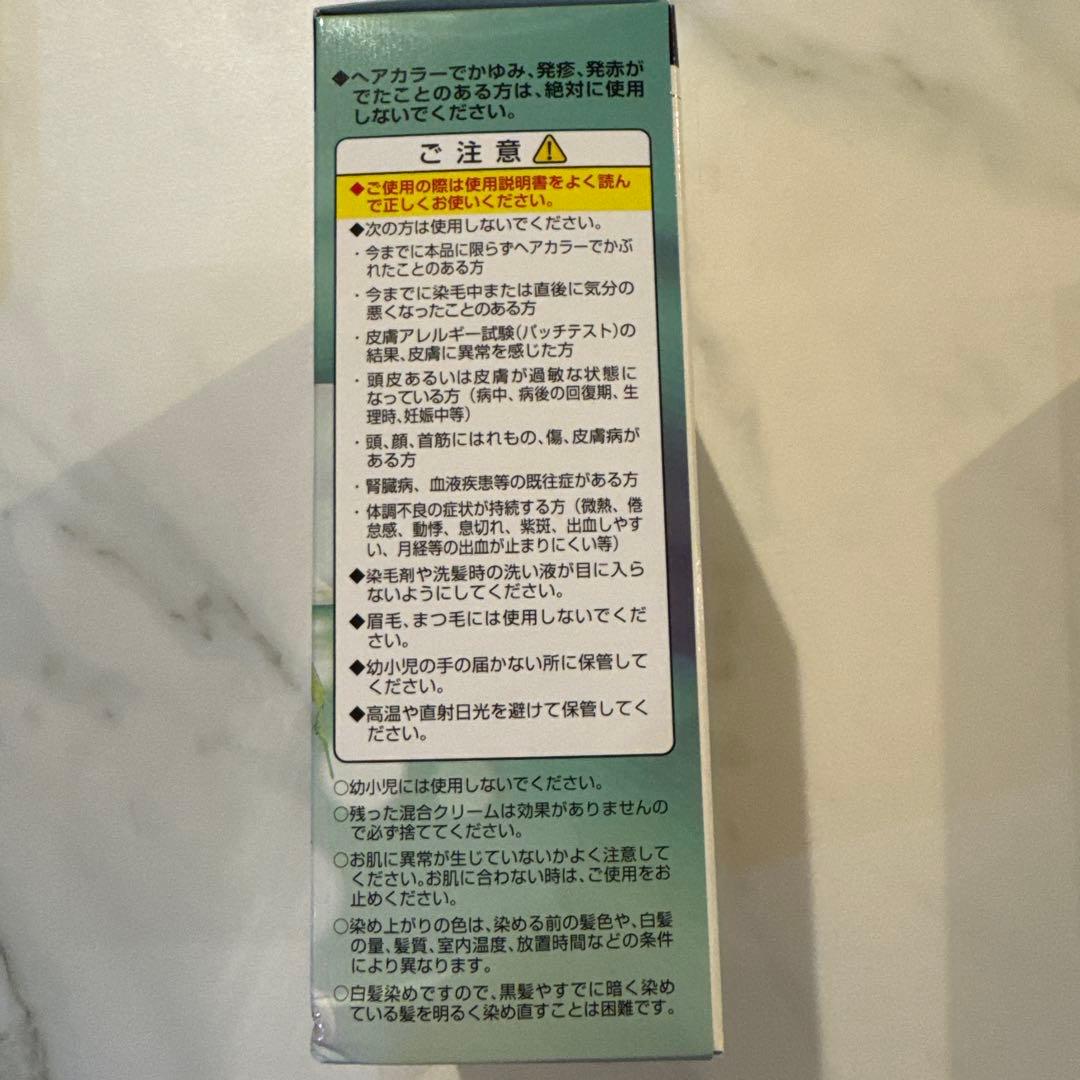 ◆ヘアカラーでかゆみ、発疹、発赤が
でたことのある方は、絶対に使用
しないでください。
ご注意
◆ご使用の際は使用説明書をよく読ん
で正しくお使いください。
◆次の方は使用しないでください。
・今までに本品に限らずヘアカラーでかぶ
れたことのある方
・今までに染毛中または直後に気分の
悪くなったことのある方
・皮膚アレルギー試験(パッチテスト)の
結果、皮膚に異常を感じた方
・頭皮あるいは皮膚が過敏な状態に
なっている方(病中、病後の回復期、生
理時、妊娠中等)
・頭、顔、首筋にはれもの、傷、皮膚病が
ある方
・腎臓病、血液疾患等の既往症がある方
・体調不良の症状が持続する方(微熱、倦
怠感、動悸、息切れ、紫斑、出血しやす
い、月経等の出血が止まりにくい等)
◆染毛剤や洗髪時の洗い液が目に入ら
ないようにしてください。
◆眉毛、まつ毛には使用しないでくだ
さい。
◆幼小児の手の届かない所に保管して
ください。
◆高温や直射日光を避けて保管してく
ださい。
○幼小児には使用しないでください。
○残った混合クリームは効果がありませんの
で必ず捨ててください。
○お肌に異常が生じていないかよく注意して
ください。お肌に合わない時は、ご使用をお
止めください。
○染め上がりの色は、染める前の髪色や、白髪
の量、髪質、室内温度、放置時間などの条件
により異なります。
○白髪染めですので、黒髪やすでに暗く染め
ている髪を明るく染め直すことは困難です。